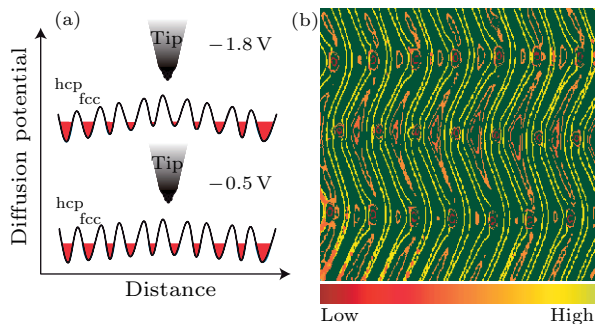 (a)
Tip
−1.8 V
hcp
fcc
Tip
−0.5 V
hcp
fcc
Diffusion potential
Distance
(b)
Low
High